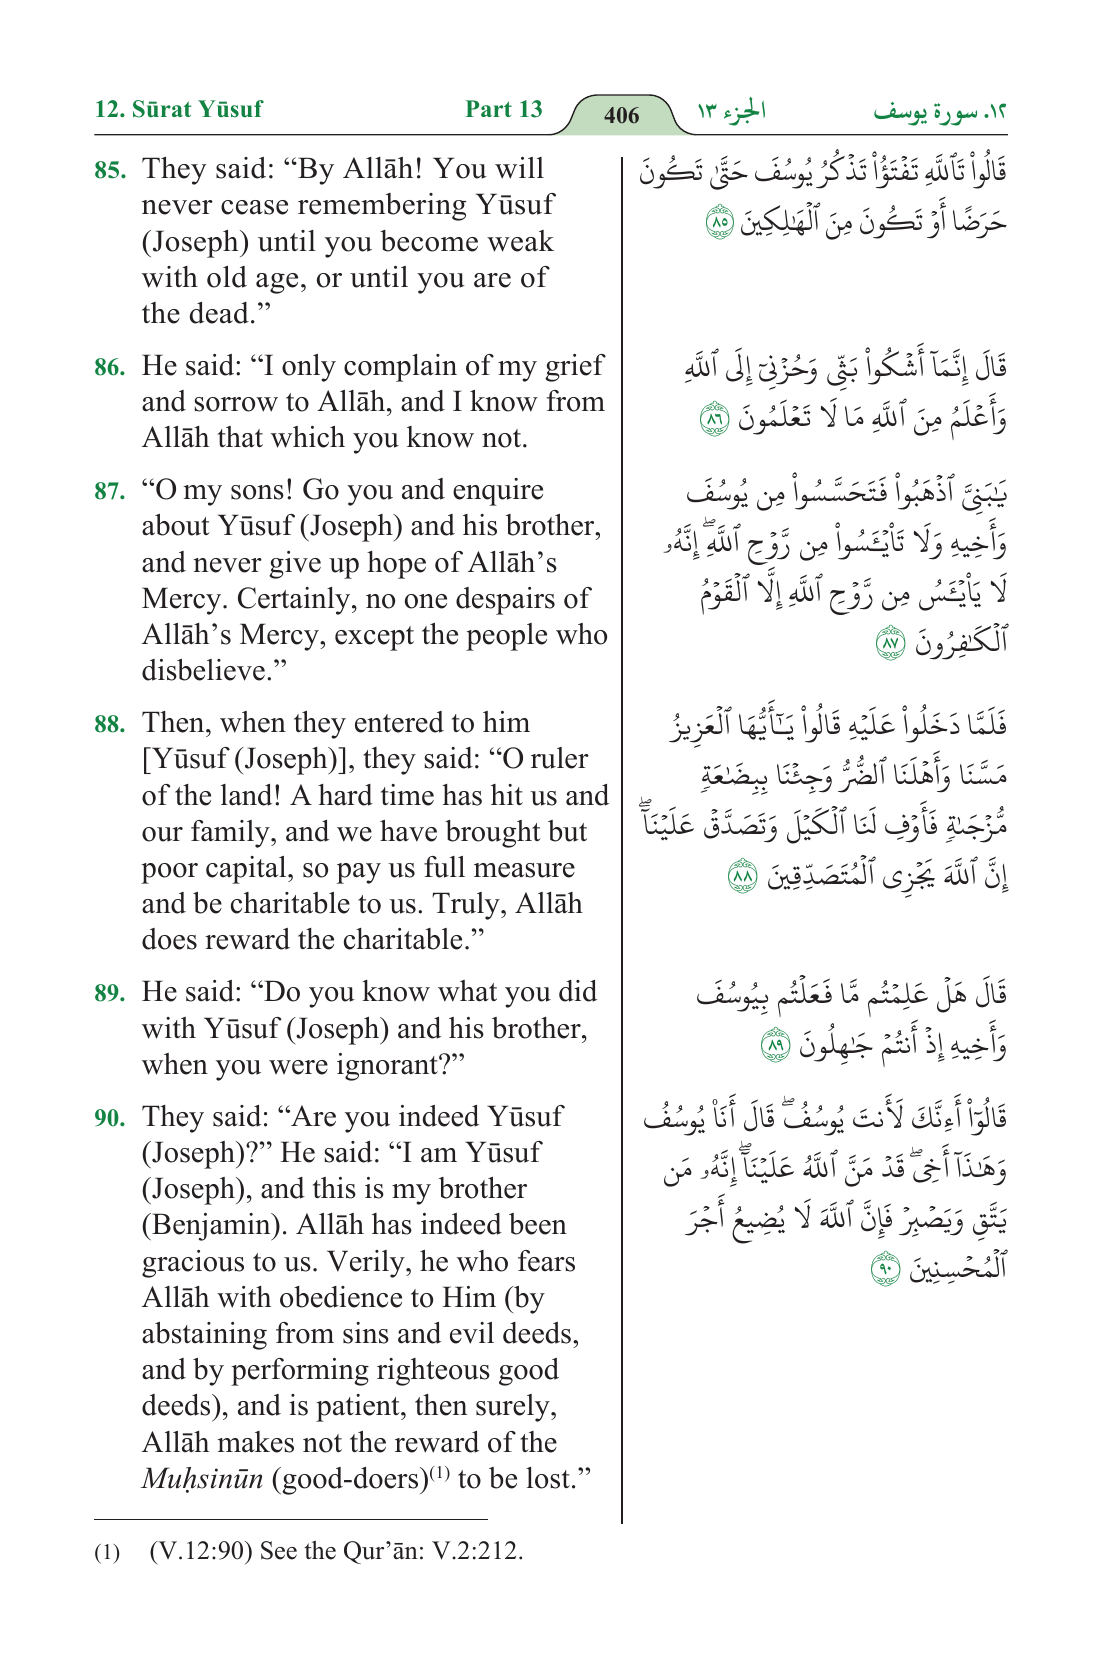 12. Sūrat Yūsuf
Part 13
406
الجزء ١٣
١٢. سورة يوسف
85. They said: “By Allāh! You will
never cease remembering Yūsuf
(Joseph) until you become weak
with old age, or until you are of
the dead.”
86. He said: “I only complain of my grief
and sorrow to Allāh, and I know from
Allāh that which you know not.
87. “O my sons! Go you and enquire
about Yūsuf (Joseph) and his brother,
and never give up hope of Allāh’s
Mercy. Certainly, no one despairs of
Allāh’s Mercy, except the people who
disbelieve.”
88. Then, when they entered to him
[Yūsuf (Joseph)], they said: “O ruler
of the land! A hard time has hit us and
our family, and we have brought but
poor capital, so pay us full measure
and be charitable to us. Truly, Allāh
does reward the charitable.”
89. He said: “Do you know what you did
with Yūsuf (Joseph) and his brother,
when you were ignorant?”
90. They said: “Are you indeed Yūsuf
(Joseph)?” He said: “I am Yūsuf
(Joseph), and this is my brother
(Benjamin). Allāh has indeed been
gracious to us. Verily, he who fears
Allāh with obedience to Him (by
abstaining from sins and evil deeds,
and by performing righteous good
deeds), and is patient, then surely,
Allāh makes not the reward of the
Muḥsinūn (good-doers)(1) to be lost.”
قَالُوا۟ تَٱللَّهِ تَفْتَؤُا۟ تَذْكُرُ يُوسُفَ حَتَّىٰ تَكُونَ
حَرَضًا أَوْ تَكُونَ مِنَ ٱلْهَـٰلِكِينَ ٨٥
قَالَ إِنَّمَآ أَشْكُوا۟ بَثِّى وَحُزْنِىٓ إِلَى ٱللَّهِ
وَأَعْلَمُ مِنَ ٱللَّهِ مَا لَا تَعْلَمُونَ ٨٦
يَـٰبَنِىَّ ٱذْهَبُوا۟ فَتَحَسَّسُوا۟ مِن يُوسُفَ
وَأَخِيهِ وَلَا تَا۟يْـَٔسُوا۟ مِن رَّوْحِ ٱللَّهِ ۖ إِنَّهُۥ
لَا يَا۟يْـَٔسُ مِن رَّوْحِ ٱللَّهِ إِلَّا ٱلْقَوْمُ
ٱلْكَـٰفِرُونَ ٨٧
فَلَمَّا دَخَلُوا۟ عَلَيْهِ قَالُوا۟ يَـٰٓأَيُّهَا ٱلْعَزِيزُ
مَسَّنَا وَأَهْلَنَا ٱلضُّرُّ وَجِئْنَا بِبِضَـٰعَةٍ
مُّزْجَىٰةٍ فَأَوْفِ لَنَا ٱلْكَيْلَ وَتَصَدَّقْ عَلَيْنَآ ۖ
إِنَّ ٱللَّهَ يَجْزِى ٱلْمُتَصَدِّقِينَ ٨٨
قَالَ هَلْ عَلِمْتُم مَّا فَعَلْتُم بِيُوسُفَ
وَأَخِيهِ إِذْ أَنتُمْ جَـٰهِلُونَ ٨٩
قَالُوٓا۟ أَءِنَّكَ لَأَنتَ يُوسُفُ ۖ قَالَ أَنَا۠ يُوسُفُ
وَهَـٰذَآ أَخِى ۖ قَدْ مَنَّ ٱللَّهُ عَلَيْنَآ ۖ إِنَّهُۥ مَن
يَتَّقِ وَيَصْبِرْ فَإِنَّ ٱللَّهَ لَا يُضِيعُ أَجْرَ
ٱلْمُحْسِنِينَ ٩٠
(1) (V.12:90) See the Qur’ān: V.2:212.